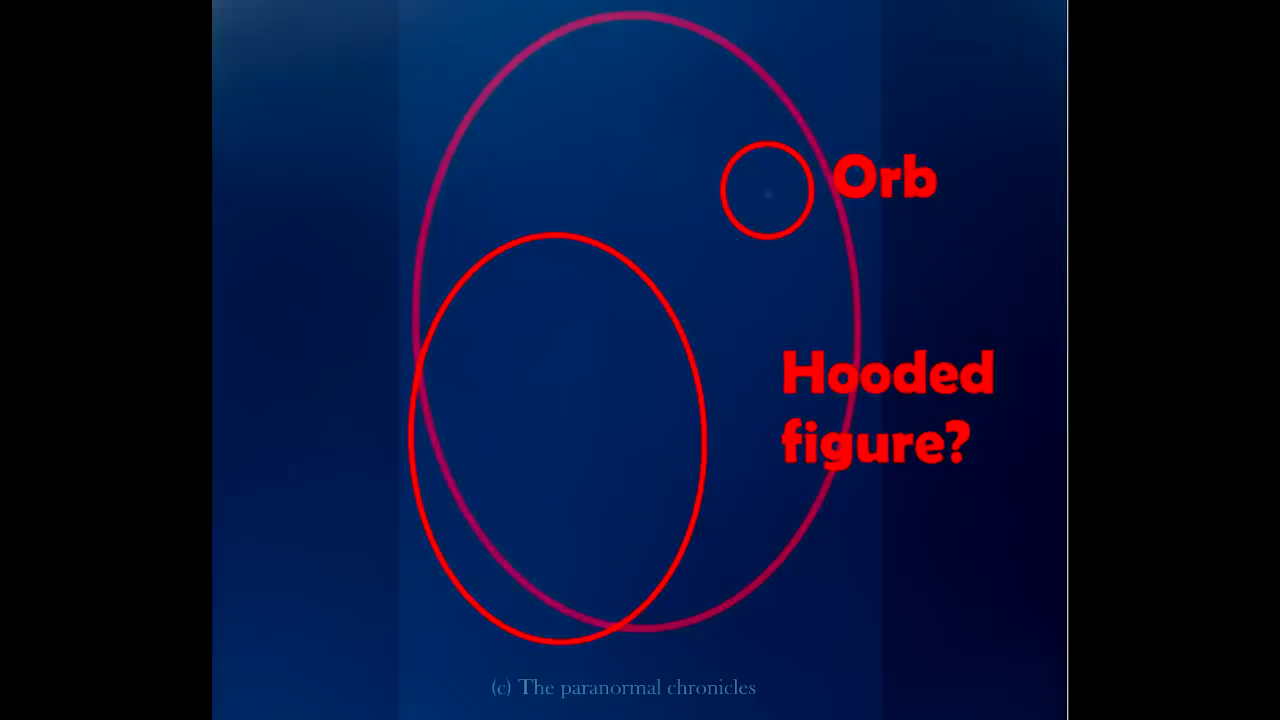 Orb
Hooded
figure?
(c) The paranormal chronicles